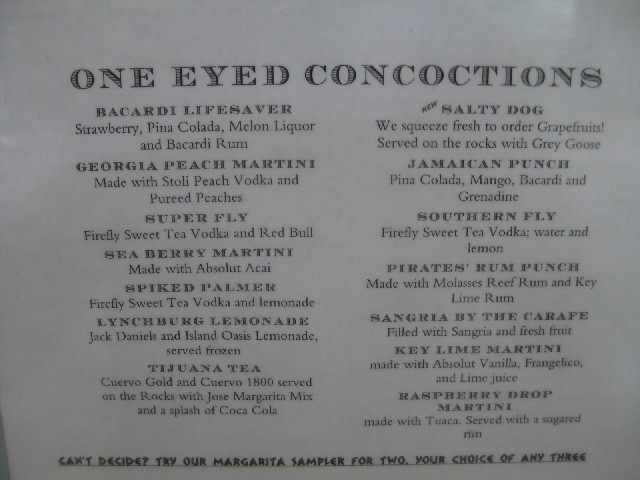 ONE EYED CONCOCTIONS
BACARDI LIFESAVER
Strawberry, Pina Colada, Melon Liquor
and Bacardi Rum
GEORGIA PEACH MARTINI
Made with Stoli Peach Vodka and
Pureed Peaches
SUPER FLY
Firefly Sweet Tea Vodka and Red Bull
SEA BERRY MARTINI
Made with Absolut Acai
SPIKED PALMER
Firefly Sweet Tea Vodka and lemonade
LYNCHBURG LEMONADE
Jack Daniels and Island Oasis Lemonade,
served frozen
TIJUANA TEA
Cuervo Gold and Cuervo 1800 served
on the Rocks with Jose Margarita Mix
and a splash of Coca Cola
NEW SALTY DOG
We squeeze fresh to order Grapefruits!
Served on the rocks with Grey Goose
JAMAICAN PUNCH
Pina Colada, Mango, Bacardi and
Grenadine
SOUTHERN FLY
Firefly Sweet Tea Vodka; water and
lemon
PIRATES' RUM PUNCH
Made with Molasses Reef Rum and Key
Lime Rum
SANGRIA BY THE CARAFE
Filled with Sangria and fresh fruit
KEY LIME MARTINI
made with Absolut Vanilla, Frangelico,
and Lime juice
RASPBERRY DROP
MARTINI
made with Tuaca. Served with a sugared
rim
CAN'T DECIDE? TRY OUR MARGARITA SAMPLER FOR TWO. YOUR CHOICE OF ANY THREE